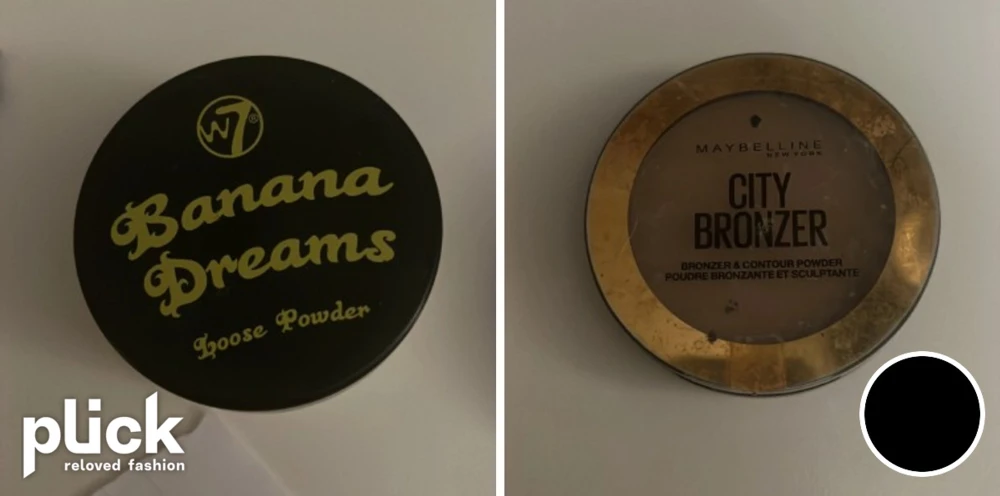 W7®
Banana
Dreams
Loose Powder
plick
reloved fashion
MAYBELLINE
NEW YORK
CITY
BRONZER
BRONZER & CONTOUR POWDER
POUDRE BRONZANTE ET SCULPTANTE